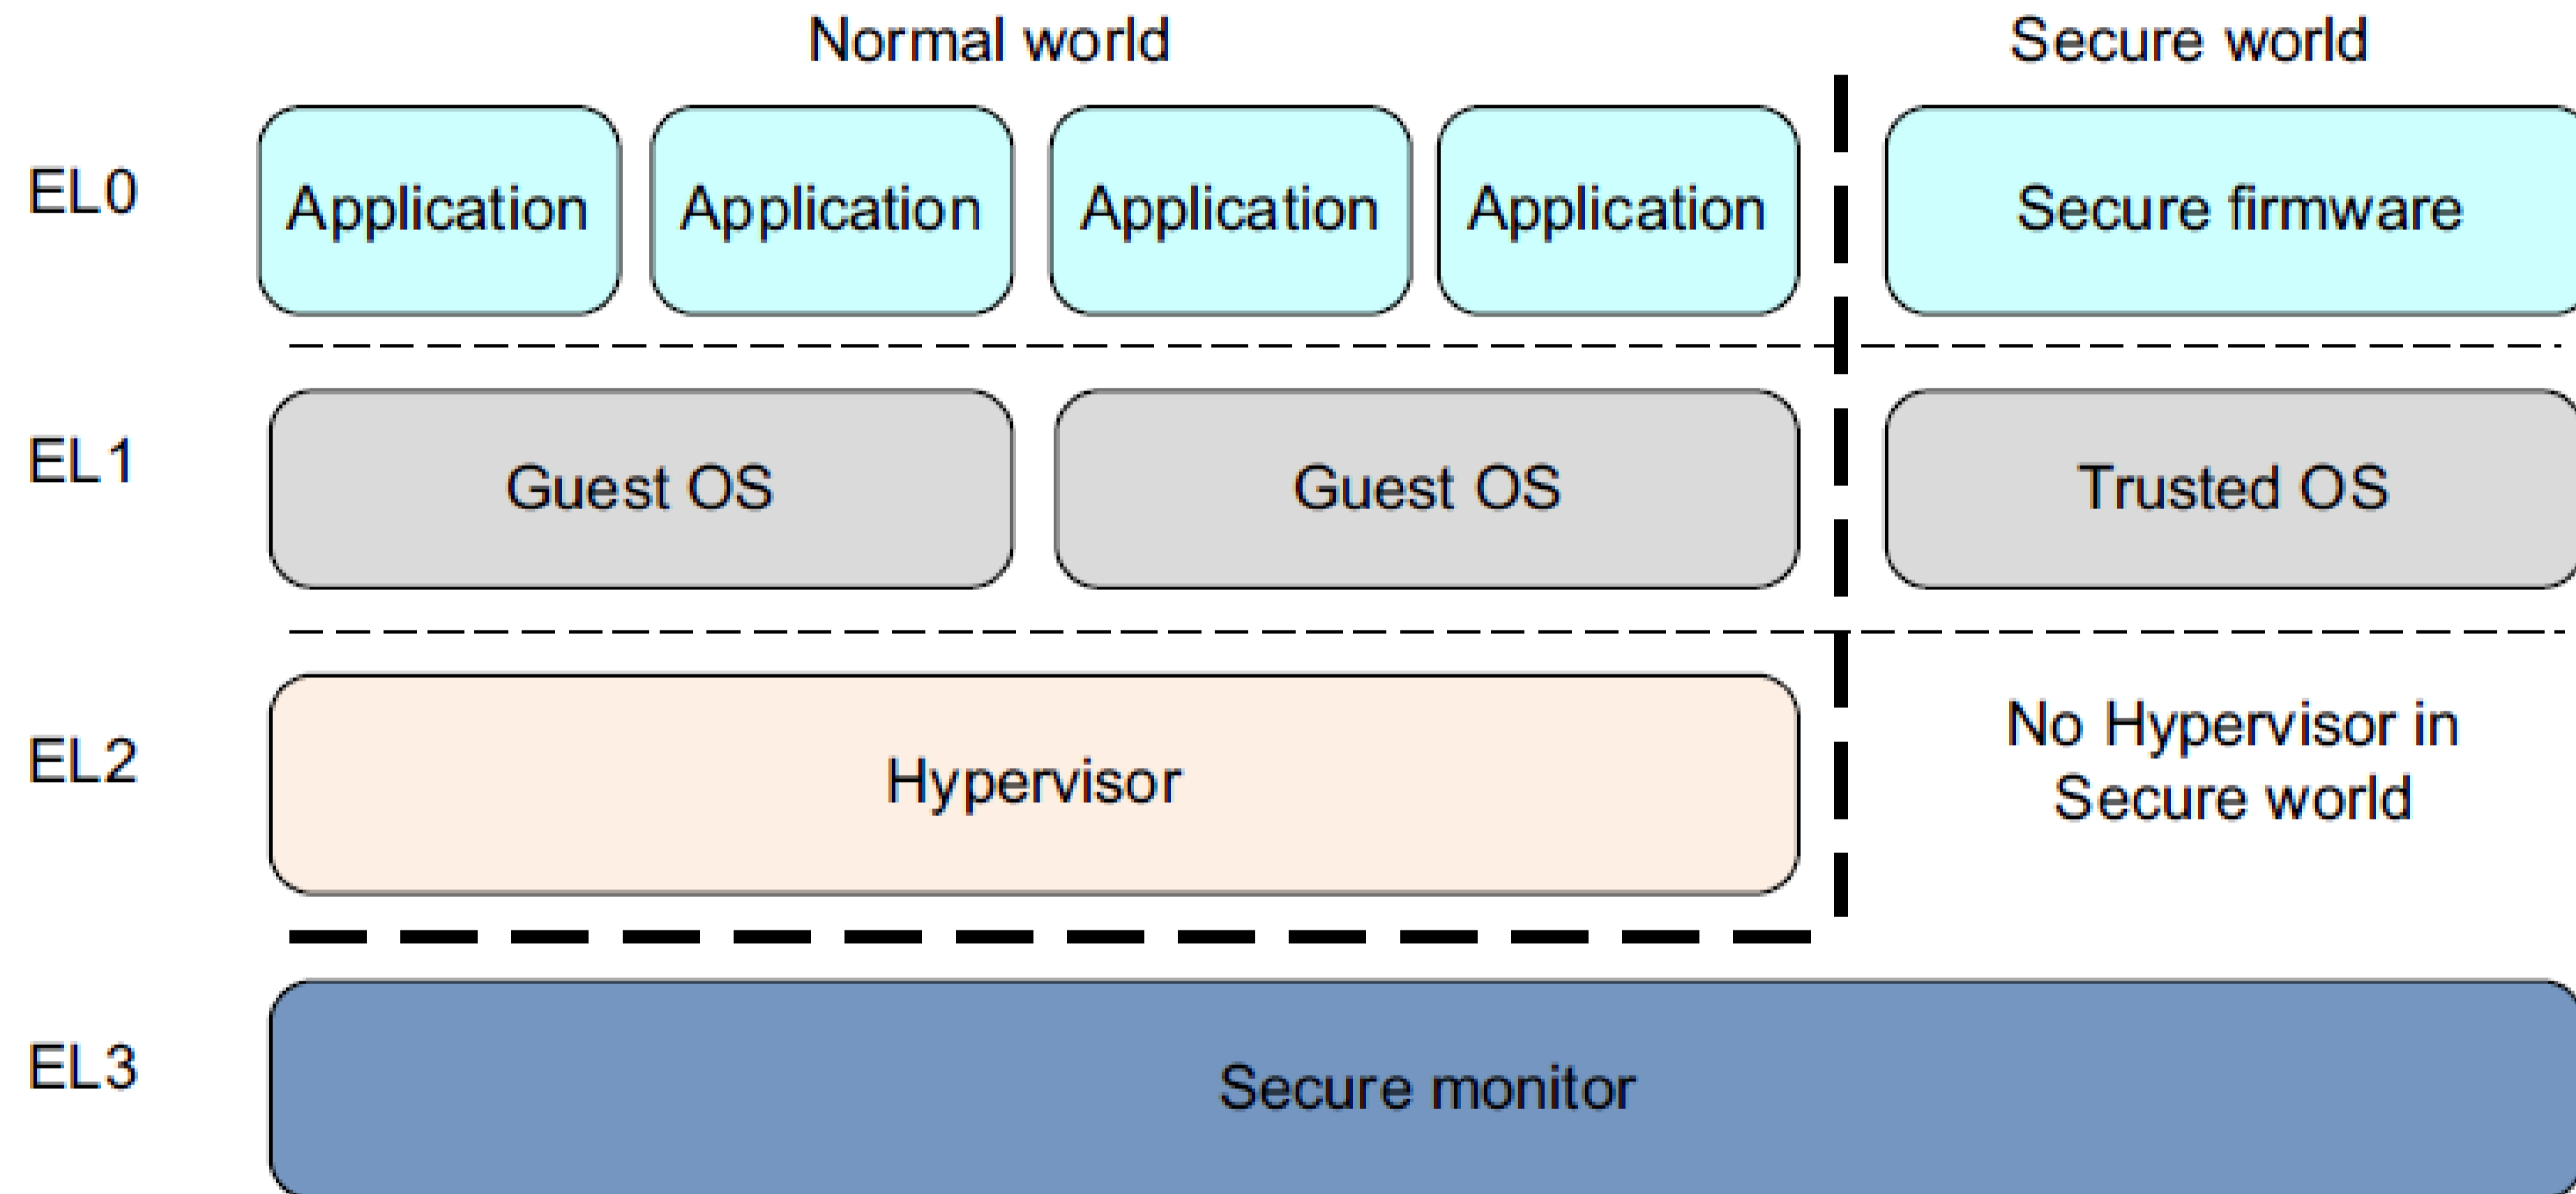 Normal world
Secure world
EL0
Application
Application
Application
Application
Secure firmware
EL1
Guest OS
Guest OS
Trusted OS
EL2
Hypervisor
No Hypervisor in
Secure world
EL3
Secure monitor